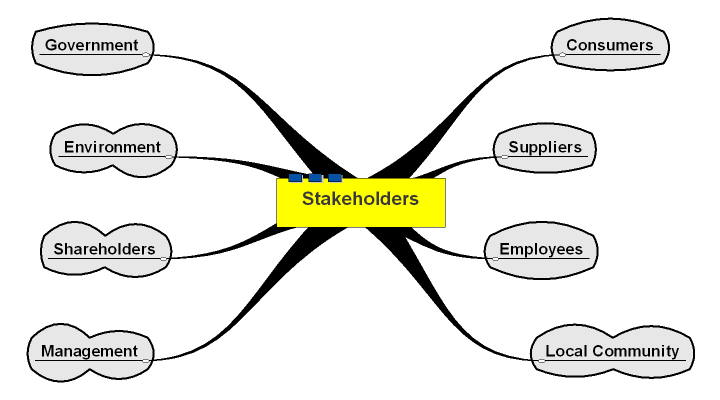 Government
Consumers
Environment
Suppliers
Stakeholders
Shareholders
Employees
Management
Local Community